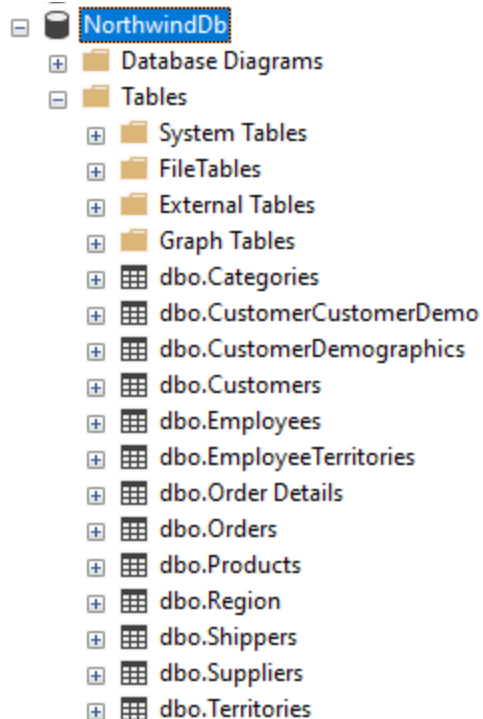 NorthwindDb
Database Diagrams
Tables
System Tables
FileTables
External Tables
Graph Tables
dbo.Categories
dbo.CustomerCustomerDemo
dbo.CustomerDemographics
dbo.Customers
dbo.Employees
dbo.EmployeeTerritories
dbo.Order Details
dbo.Orders
dbo.Products
dbo.Region
dbo.Shippers
dbo.Suppliers
dbo.Territories